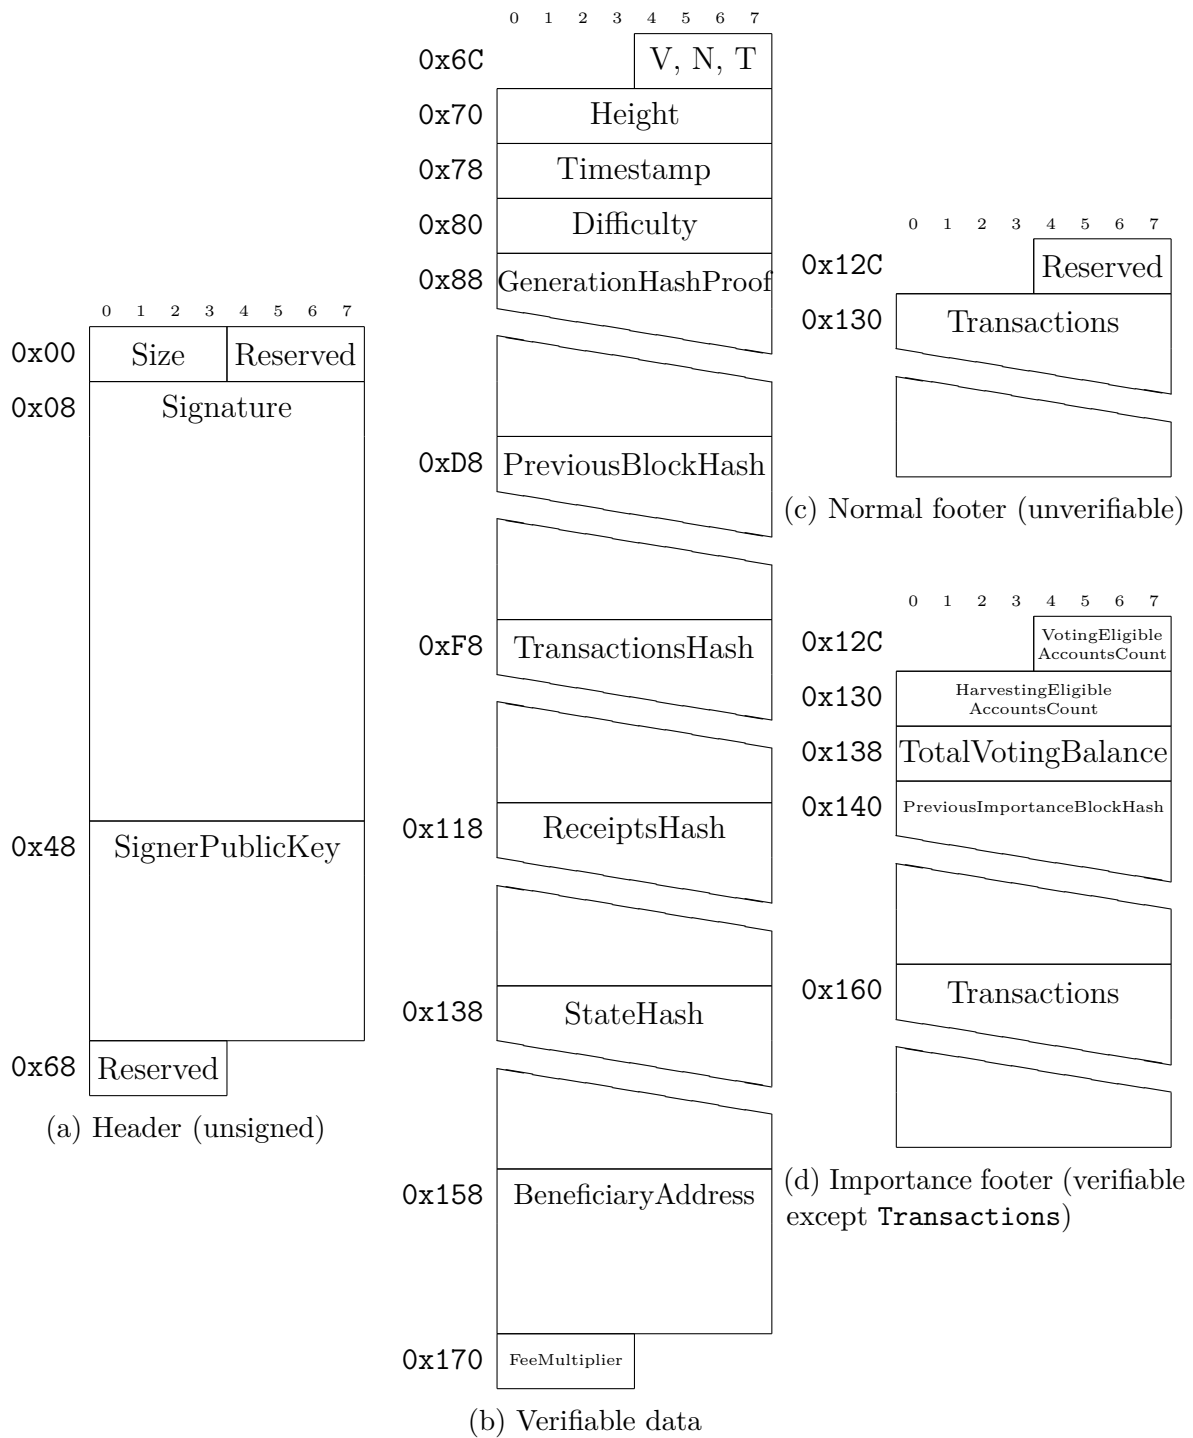 0 1 2 3 4 5 6 7
0x00 Size Reserved
0x08 Signature
0x48 SignerPublicKey
0x68 Reserved
(a) Header (unsigned)
0 1 2 3 4 5 6 7
0x6C V, N, T
0x70 Height
0x78 Timestamp
0x80 Difficulty
0x88 GenerationHashProof
0xD8 PreviousBlockHash
0xF8 TransactionsHash
0x118 ReceiptsHash
0x138 StateHash
0x158 BeneficiaryAddress
0x170 FeeMultiplier
(b) Verifiable data
0 1 2 3 4 5 6 7
0x12C Reserved
0x130 Transactions
(c) Normal footer (unverifiable)
0 1 2 3 4 5 6 7
0x12C VotingEligible
AccountsCount
0x130 HarvestingEligible
AccountsCount
0x138 TotalVotingBalance
0x140 PreviousImportanceBlockHash
0x160 Transactions
(d) Importance footer (verifiable
except Transactions)